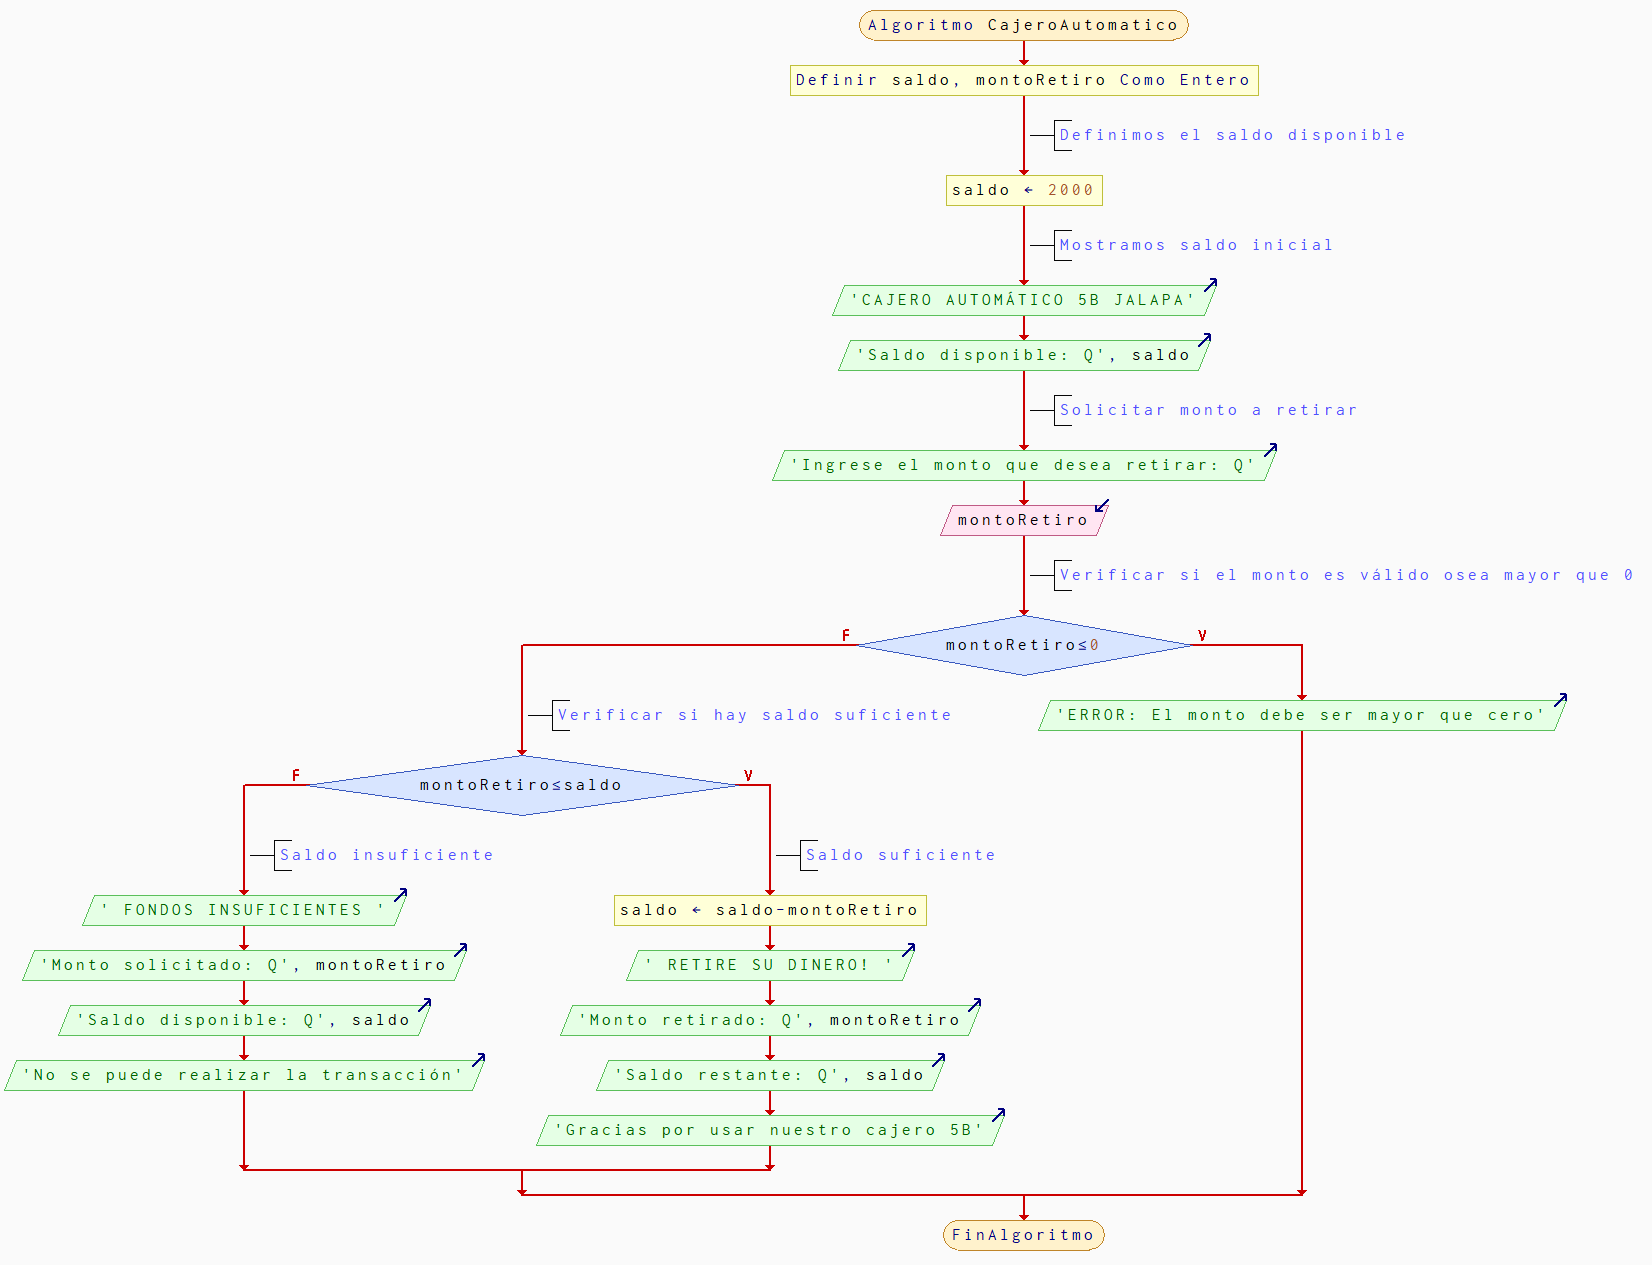 Algoritmo CajeroAutomatico
Definir saldo, montoRetiro Como Entero
Definimos el saldo disponible
saldo ← 2000
Mostramos saldo inicial
'CAJERO AUTOMÁTICO 5B JALAPA'
'Saldo disponible: Q', saldo
Solicitar monto a retirar
'Ingrese el monto que desea retirar: Q'
montoRetiro
Verificar si el monto es válido osea mayor que 0
F
montoRetiro≤0
V
'ERROR: El monto debe ser mayor que cero'
Verificar si hay saldo suficiente
F
montoRetiro≤saldo
V
Saldo insuficiente
' FONDOS INSUFICIENTES '
'Monto solicitado: Q', montoRetiro
'Saldo disponible: Q', saldo
'No se puede realizar la transacción'
Saldo suficiente
saldo ← saldo-montoRetiro
' RETIRE SU DINERO! '
'Monto retirado: Q', montoRetiro
'Saldo restante: Q', saldo
'Gracias por usar nuestro cajero 5B'
FinAlgoritmo